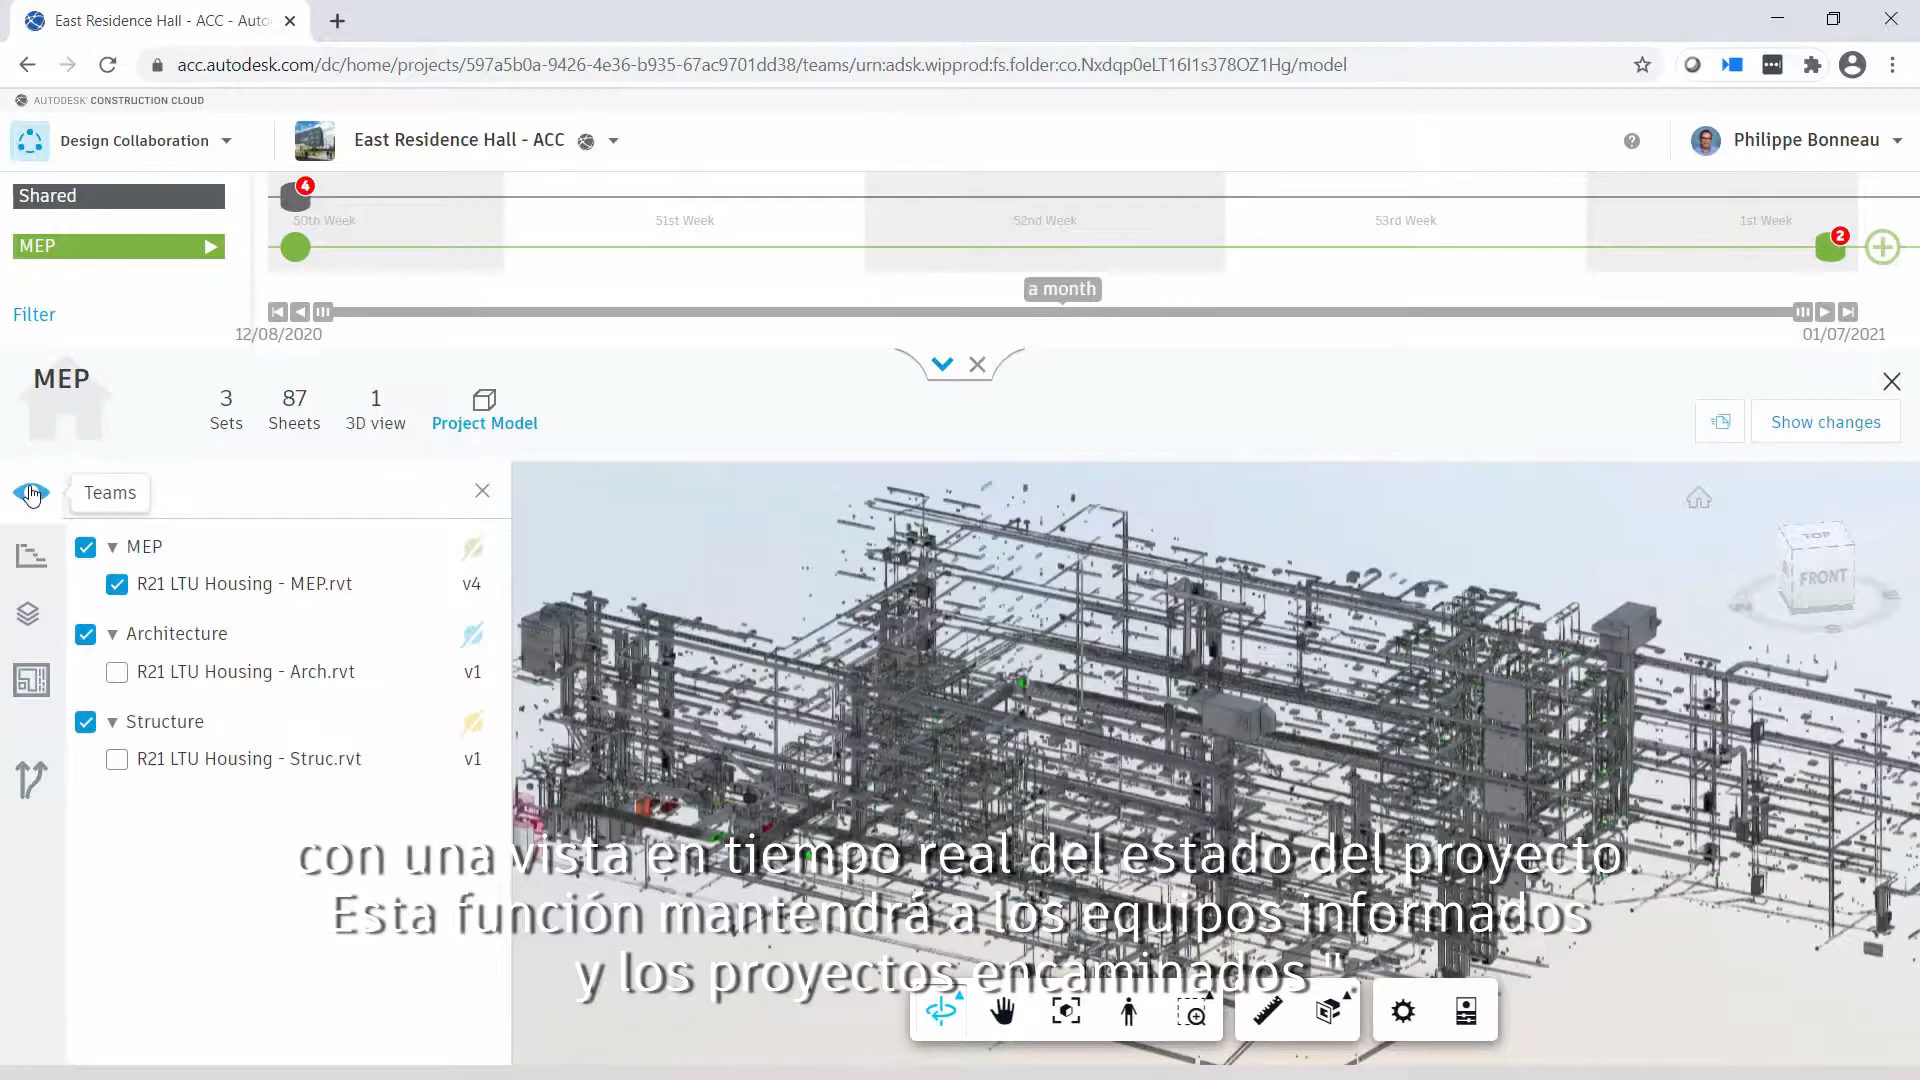 East Residence Hall - ACC - Auto
acc.autodesk.com/dc/home/projects/597a5b0a-9426-4e36-b935-67ac9701dd38/teams/urn:adsk.wipprod:fs.folder:co.Nxdqp0eLT16I1s378OZ1Hg/model
AUTODESK CONSTRUCTION CLOUD
Design Collaboration
East Residence Hall - ACC
Philippe Bonneau
Shared
4
50th Week
51st Week
52nd Week
53rd Week
1st Week
MEP
2
a month
Filter
12/08/2020
01/07/2021
MEP
3
87
1
Sets
Sheets
3D view
Project Model
Show changes
Teams
MEP
R21 LTU Housing - MEP.rvt v4
Architecture
R21 LTU Housing - Arch.rvt v1
Structure
R21 LTU Housing - Struc.rvt v1
TOP
FRONT
con una vista en tiempo real del estado del proyecto.
Esta función mantendrá a los equipos informados
y los proyectos encaminados."